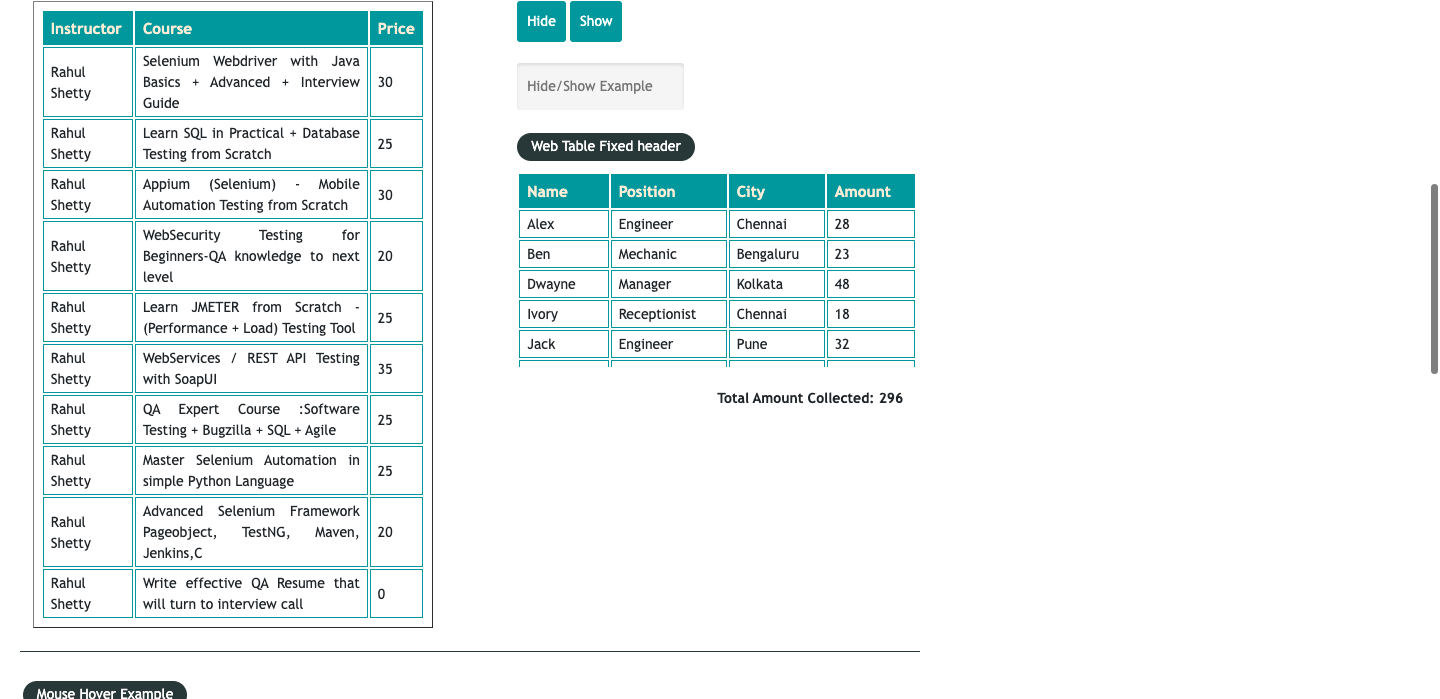 Instructor Course Price
Rahul Shetty Selenium Webdriver with Java Basics + Advanced + Interview Guide 30
Rahul Shetty Learn SQL in Practical + Database Testing from Scratch 25
Rahul Shetty Appium (Selenium) - Mobile Automation Testing from Scratch 30
Rahul Shetty WebSecurity Testing for Beginners-QA knowledge to next level 20
Rahul Shetty Learn JMETER from Scratch - (Performance + Load) Testing Tool 25
Rahul Shetty WebServices / REST API Testing with SoapUI 35
Rahul Shetty QA Expert Course :Software Testing + Bugzilla + SQL + Agile 25
Rahul Shetty Master Selenium Automation in simple Python Language 25
Rahul Shetty Advanced Selenium Framework Pageobject, TestNG, Maven, Jenkins,C 20
Rahul Shetty Write effective QA Resume that will turn to interview call 0
Hide Show
Hide/Show Example
Web Table Fixed header
Name Position City Amount
Alex Engineer Chennai 28
Ben Mechanic Bengaluru 23
Dwayne Manager Kolkata 48
Ivory Receptionist Chennai 18
Jack Engineer Pune 32
Total Amount Collected: 296
Mouse Hover Example